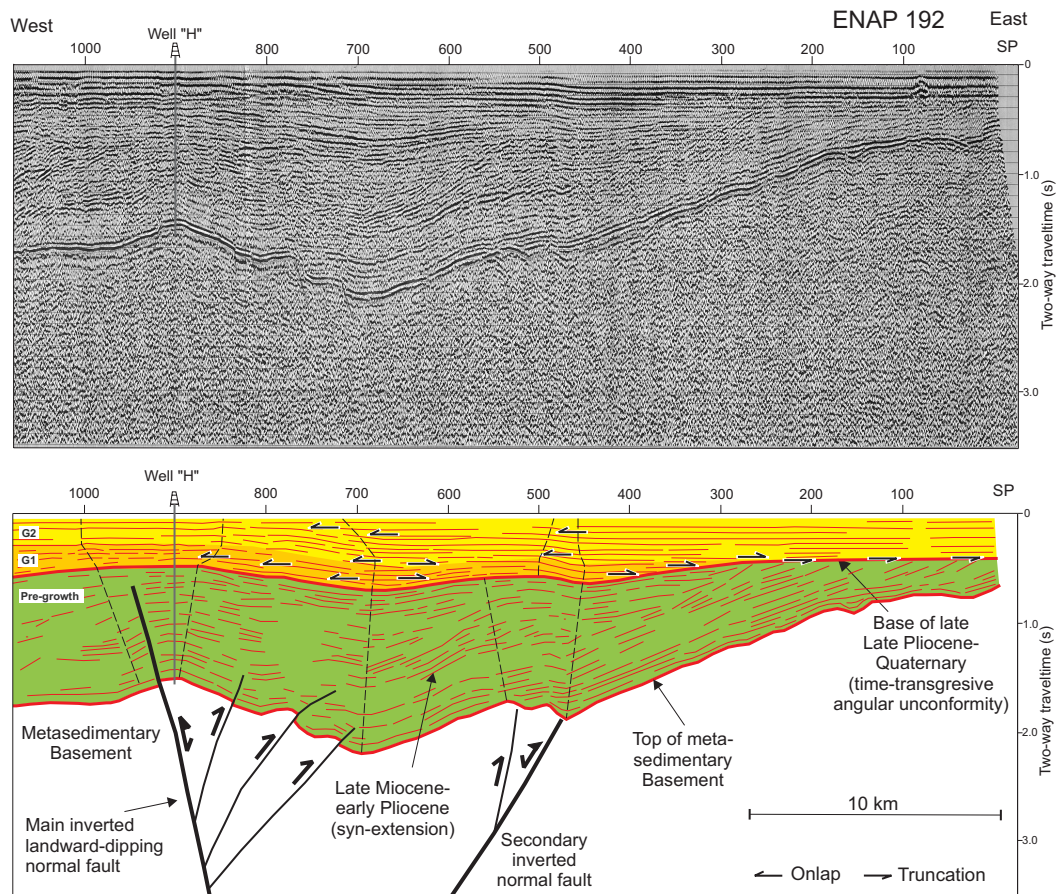 West
Well "H"
ENAP 192
East
1000 800 700 600 500 400 300 200 100 SP
0
1.0
2.0
3.0
Two-way traveltime (s)
Well "H"
1000 800 700 600 500 400 300 200 100 SP
0
1.0
2.0
3.0
Two-way traveltime (s)
G2
G1
Pre-growth
Metasedimentary
Basement
Main inverted
landward-dipping
normal fault
Late Miocene-
early Pliocene
(syn-extension)
Secondary
inverted
normal fault
Top of meta-
sedimentary
Basement
Base of late
Late Pliocene-
Quaternary
(time-transgresive
angular unconformity)
10 km
Onlap
Truncation